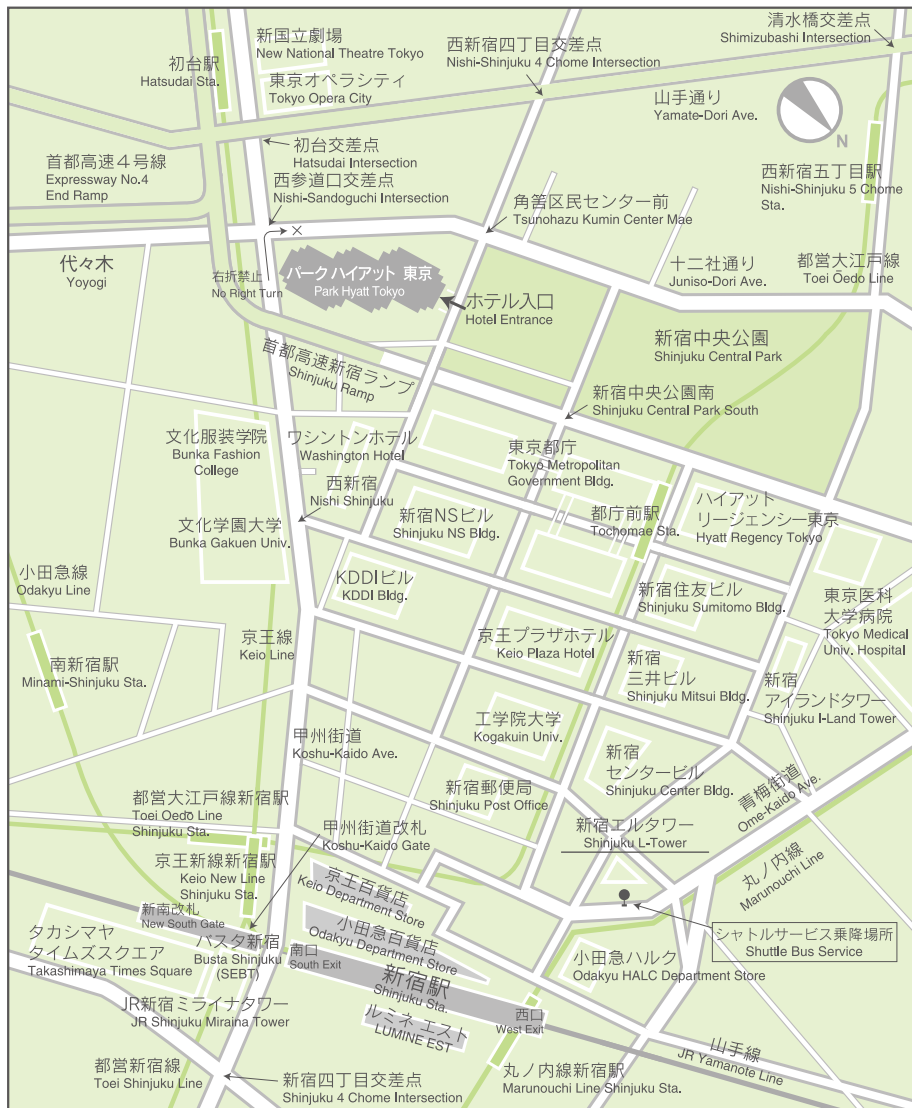 新国立劇場
New National Theatre Tokyo
清水橋交差点
Shimizubashi Intersection
初台駅
Hatsudai Sta.
西新宿四丁目交差点
Nishi-Shinjuku 4 Chome Intersection
東京オペラシティ
Tokyo Opera City
山手通り
Yamate-Dori Ave.
N
初台交差点
Hatsudai Intersection
首都高速4号線
Expressway No.4
End Ramp
西新宿五丁目駅
Nishi-Shinjuku 5 Chome
Sta.
西参道口交差点
Nishi-Sandoguchi Intersection
角筈区民センター前
Tsunohazu Kumin Center Mae
代々木
Yoyogi
右折禁止
No Right Turn
パーク ハイアット 東京
Park Hyatt Tokyo
十二社通り
Juniso-Dori Ave.
都営大江戸線
Toei Ōedo Line
ホテル入口
Hotel Entrance
新宿中央公園
Shinjuku Central Park
首都高速新宿ランプ
Shinjuku Ramp
新宿中央公園南
Shinjuku Central Park South
文化服装学院
Bunka Fashion
College
ワシントンホテル
Washington Hotel
東京都庁
Tokyo Metropolitan
Government Bldg.
西新宿
Nishi Shinjuku
新宿NSビル
Shinjuku NS Bldg.
都庁前駅
Tochomae Sta.
ハイアット
リージェンシー東京
Hyatt Regency Tokyo
文化学園大学
Bunka Gakuen Univ.
小田急線
Odakyu Line
KDDIビル
KDDI Bldg.
新宿住友ビル
Shinjuku Sumitomo Bldg.
東京医科
大学病院
Tokyo Medical
Univ. Hospital
京王線
Keio Line
京王プラザホテル
Keio Plaza Hotel
南新宿駅
Minami-Shinjuku Sta.
新宿
三井ビル
Shinjuku Mitsui Bldg.
新宿
アイランドタワー
Shinjuku I-Land Tower
甲州街道
Koshu-Kaido Ave.
工学院大学
Kogakuin Univ.
新宿
センタービル
Shinjuku Center Bldg.
新宿郵便局
Shinjuku Post Office
青梅街道
Ome-Kaido Ave.
都営大江戸線新宿駅
Toei Oedo Line
Shinjuku Sta.
甲州街道改札
Koshu-Kaido Gate
新宿エルタワー
Shinjuku L-Tower
京王新線新宿駅
Keio New Line
Shinjuku Sta.
京王百貨店
Keio Department Store
丸ノ内線
Marunouchi Line
新南改札
New South Gate
小田急百貨店
Odakyu Department Store
シャトルサービス乗降場所
Shuttle Bus Service
タカシマヤ
タイムズスクエア
Takashimaya Times Square
バスタ新宿
Busta Shinjuku
(SEBT)
南口
South Exit
小田急ハルク
Odakyu HALC Department Store
新宿駅
Shinjuku Sta.
JR新宿ミライナタワー
JR Shinjuku Miraina Tower
ルミネ エスト
LUMINE EST
西口
West Exit
山手線
JR Yamanote Line
都営新宿線
Toei Shinjuku Line
新宿四丁目交差点
Shinjuku 4 Chome Intersection
丸ノ内線新宿駅
Marunouchi Line Shinjuku Sta.